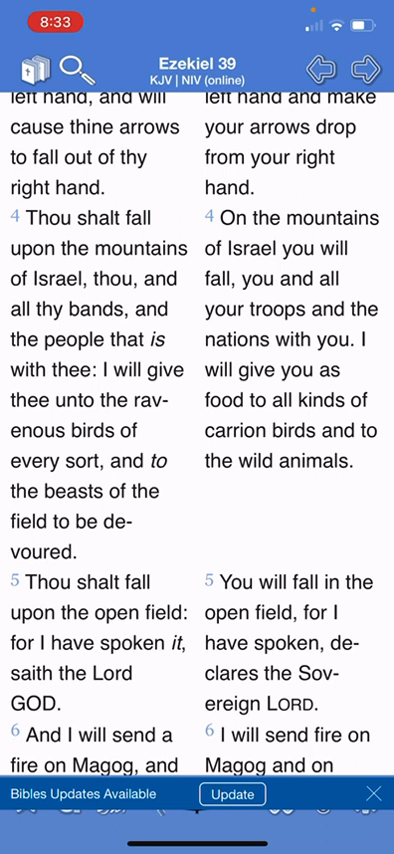 8:33
Ezekiel 39
KJV | NIV (online)
left hand, and will
cause thine arrows
to fall out of thy
right hand.
4 Thou shalt fall
upon the mountains
of Israel, thou, and
all thy bands, and
the people that is
with thee: I will give
thee unto the rav-
enous birds of
every sort, and to
the beasts of the
field to be de-
voured.
5 Thou shalt fall
upon the open field:
for I have spoken it,
saith the Lord
GOD.
6 And I will send a
fire on Magog, and
left hand and make
your arrows drop
from your right
hand.
4 On the mountains
of Israel you will
fall, you and all
your troops and the
nations with you. I
will give you as
food to all kinds of
carrion birds and to
the wild animals.
5 You will fall in the
open field, for I
have spoken, de-
clares the Sov-
ereign LORD.
6 I will send fire on
Magog and on
Bibles Updates Available
Update